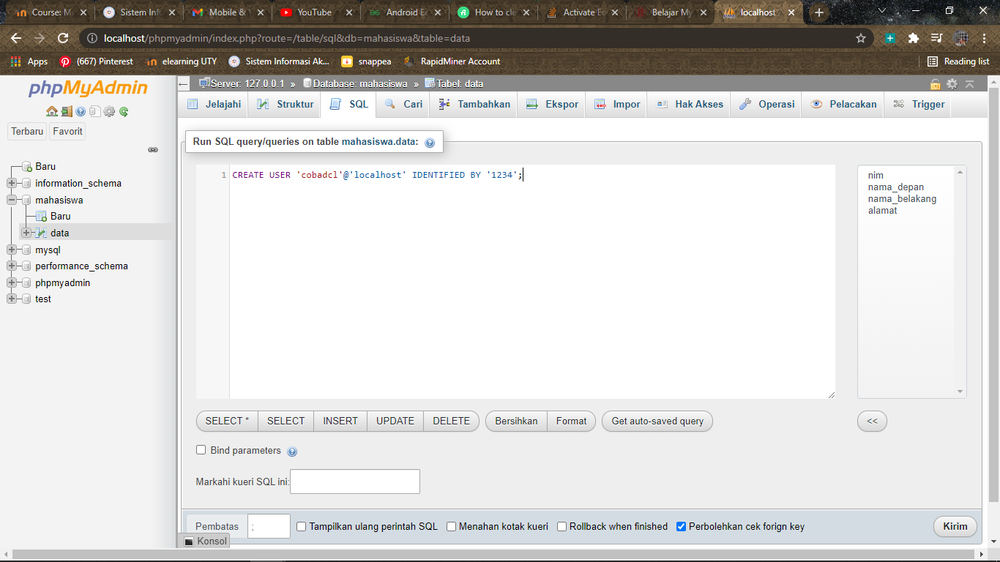 Course: M
Sistem Inf
Mobile & 
YouTube
Android E
How to cle
Activate E
Belajar My
localhost
localhost/phpmyadmin/index.php?route=/table/sql&db=mahasiswa&table=data
Apps
(667) Pinterest
elearning UTY
Sistem Informasi Ak...
snappea
RapidMiner Account
Reading list
phpMyAdmin
Server: 127.0.0.1 » Database: mahasiswa » Tabel: data
Jelajahi
Struktur
SQL
Cari
Tambahkan
Ekspor
Impor
Hak Akses
Operasi
Pelacakan
Trigger
Terbaru
Favorit
Baru
information_schema
mahasiswa
Baru
data
mysql
performance_schema
phpmyadmin
test
Run SQL query/queries on table mahasiswa.data:
1 CREATE USER 'cobadcl'@'localhost' IDENTIFIED BY '1234';
nim
nama_depan
nama_belakang
alamat
SELECT *
SELECT
INSERT
UPDATE
DELETE
Bersihkan
Format
Get auto-saved query
<<
Bind parameters
Markahi kueri SQL ini:
Pembatas
;
Tampilkan ulang perintah SQL
Menahan kotak kueri
Rollback when finished
Perbolehkan cek forign key
Kirim
Konsol